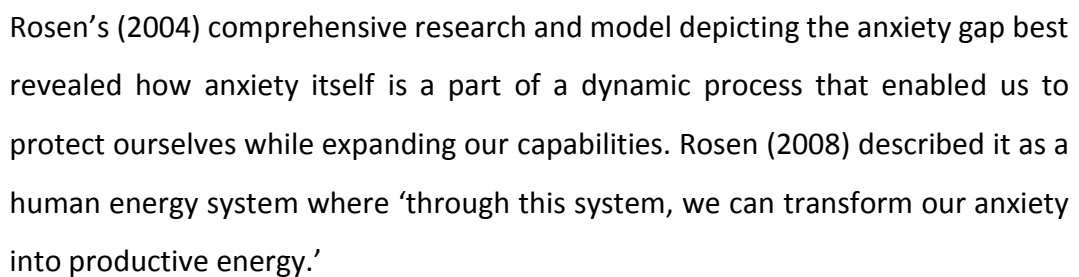 Rosen’s (2004) comprehensive research and model depicting the anxiety gap best
revealed how anxiety itself is a part of a dynamic process that enabled us to
protect ourselves while expanding our capabilities. Rosen (2008) described it as a
human energy system where ‘through this system, we can transform our anxiety
into productive energy.’